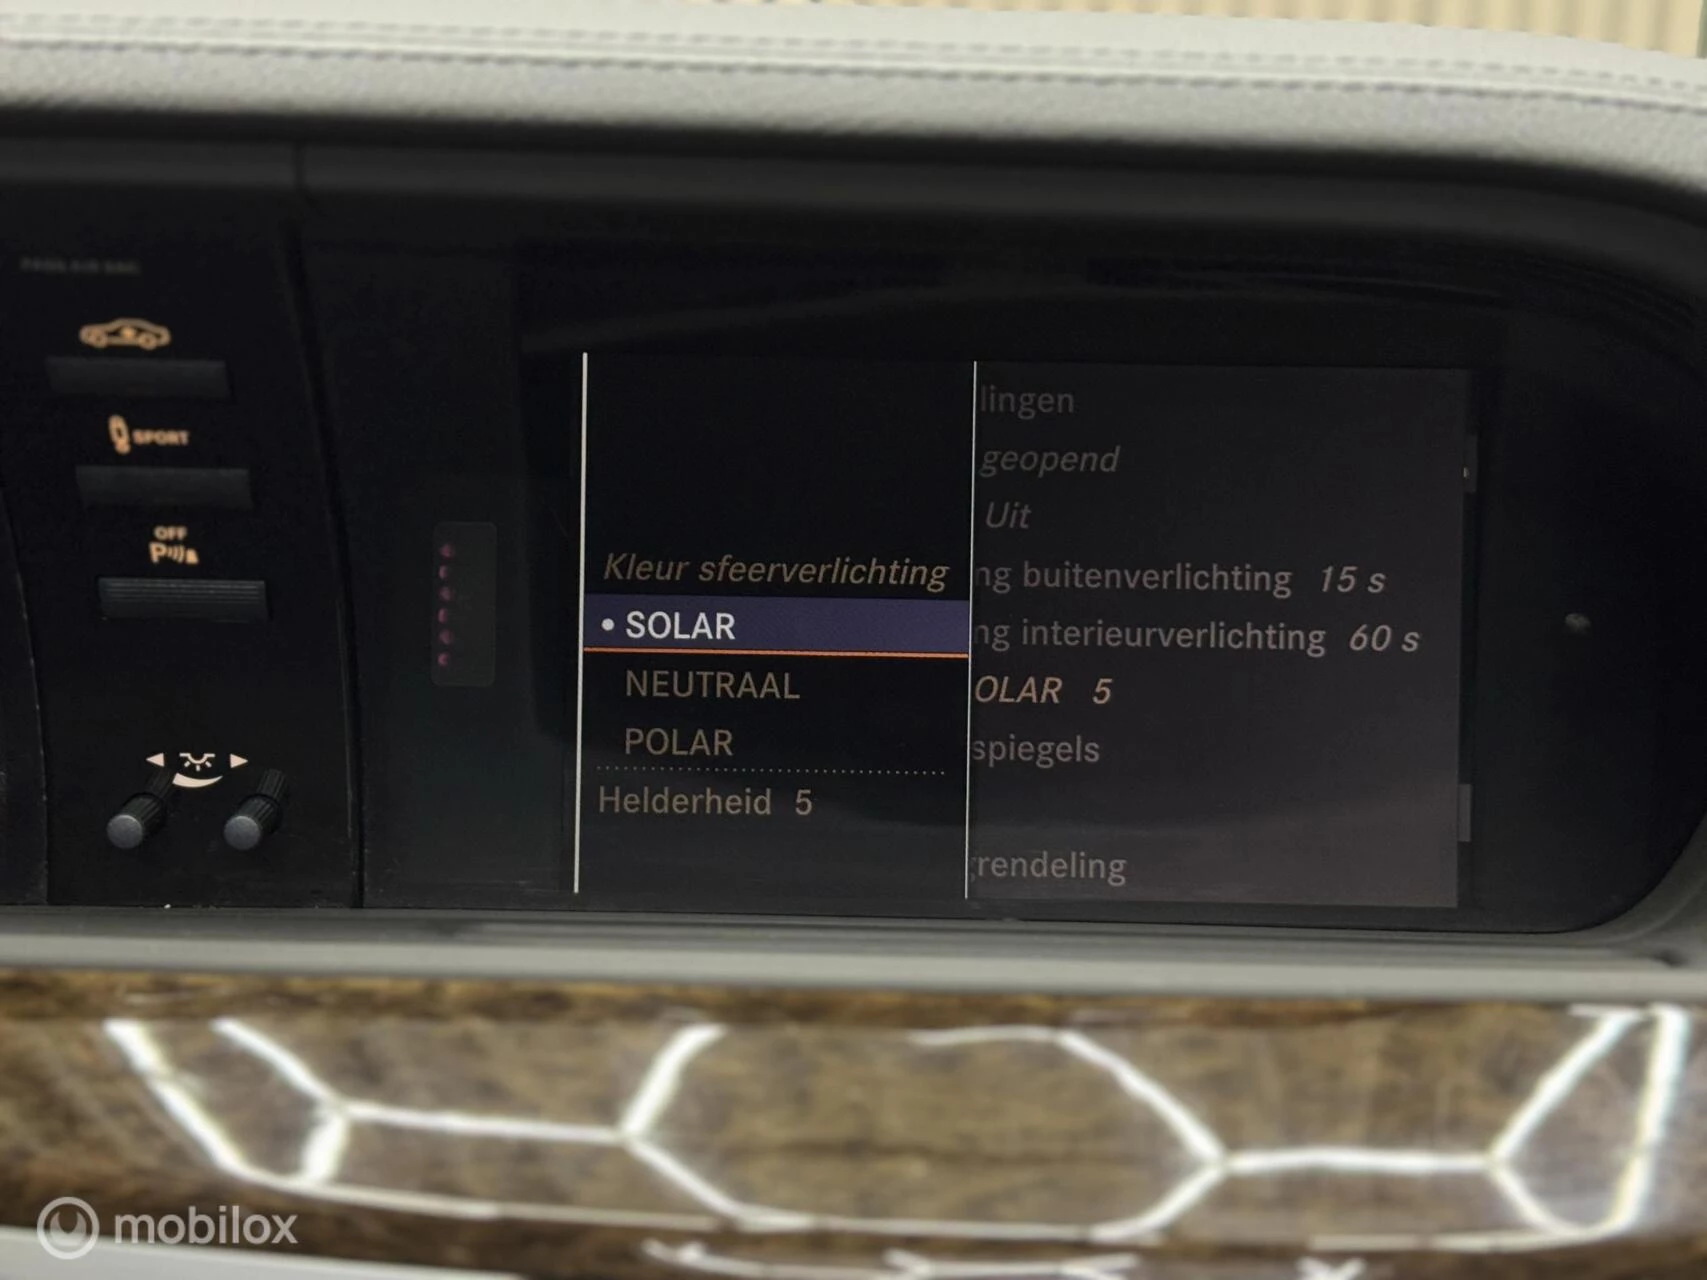 SPORT
OFF
Kleur sfeerverlichting
• SOLAR
NEUTRAAL
POLAR
Helderheid 5
lingen
geopend
Uit
ng buitenverlichting 15 s
ng interieurverlichting 60 s
OLAR 5
spiegels
rendeling
mobilox